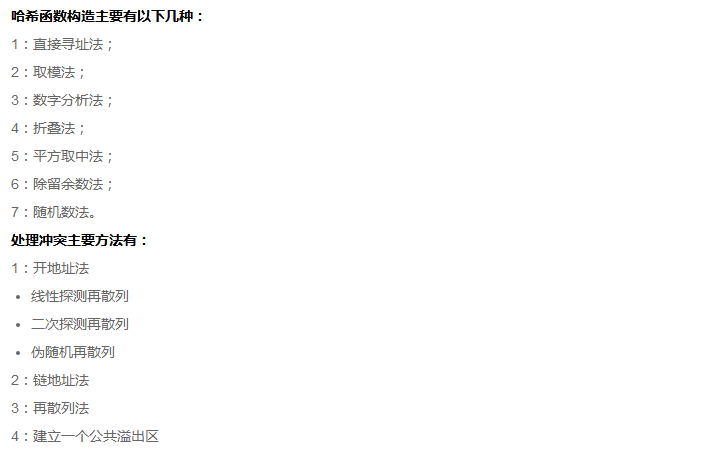 哈希函数构造主要有以下几种：
1：直接寻址法；
2：取模法；
3：数字分析法；
4：折叠法；
5：平方取中法；
6：除留余数法；
7：随机数法。
处理冲突主要方法有：
1：开地址法
• 线性探测再散列
• 二次探测再散列
• 伪随机再散列
2：链地址法
3：再散列法
4：建立一个公共溢出区